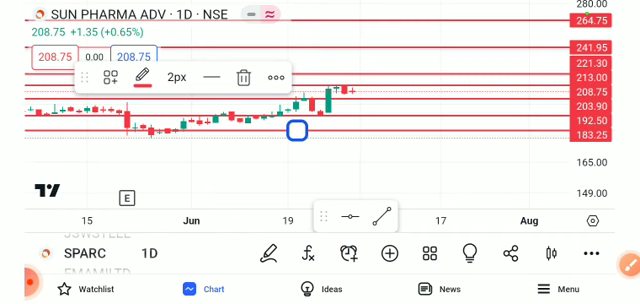 SUN PHARMA ADV · 1D · NSE
208.75 +1.35 (+0.65%)
208.75 0.00 208.75
2px
280.00
264.75
241.95
221.30
213.00
208.75
203.90
192.50
183.25
165.00
149.00
E
15 Jun 19 17 Aug
JSWSTEEL
SPARC 1D
EMAMILTD
Watchlist Chart Ideas News Menu